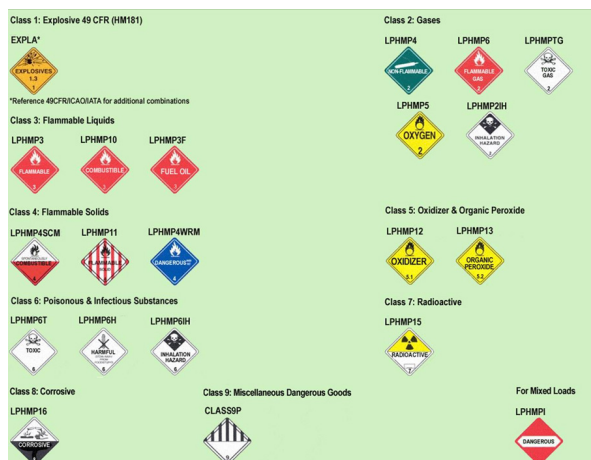 Class 1: Explosive 49 CFR (HM181)
EXPLA*
EXPLOSIVES
1.3
1
*Reference 49CFR/ICAO/IATA for additional combinations
Class 2: Gases
LPHMP4
LPHMP6
LPHMPTG
NON-FLAMMABLE
2
FLAMMABLE
GAS
2
TOXIC
GAS
2
LPHMP5
LPHMP2IH
OXYGEN
2
INHALATION
HAZARD
2
Class 3: Flammable Liquids
LPHMP3
LPHMP10
LPHMP3F
FLAMMABLE
3
COMBUSTIBLE
3
FUEL OIL
3
Class 4: Flammable Solids
LPHMP4SCM
LPHMP11
LPHMP4WRM
SPONTANEOUSLY
COMBUSTIBLE
4
FLAMMABLE
SOLID
DANGEROUS
4
Class 5: Oxidizer & Organic Peroxide
LPHMP12
LPHMP13
OXIDIZER
5.1
ORGANIC
PEROXIDE
5.2
Class 6: Poisonous & Infectious Substances
LPHMP6T
LPHMP6H
LPHMP6IH
TOXIC
6
HARMFUL
6
INHALATION
HAZARD
6
Class 7: Radioactive
LPHMP15
RADIOACTIVE
7
Class 8: Corrosive
LPHMP16
CORROSIVE
Class 9: Miscellaneous Dangerous Goods
CLASS9P
9
For Mixed Loads
LPHMPI
DANGEROUS